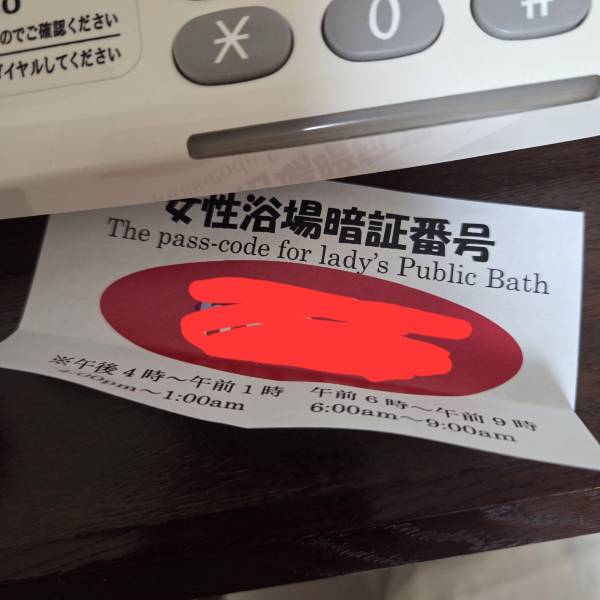 のでご確認ください
ダイヤルしてください
* 0 #
女性浴場暗証番号
The pass-code for lady's Public Bath
※午後4時～午前1時 午前6時～午前9時
:00pm～1:00am 6:00am～9:00am